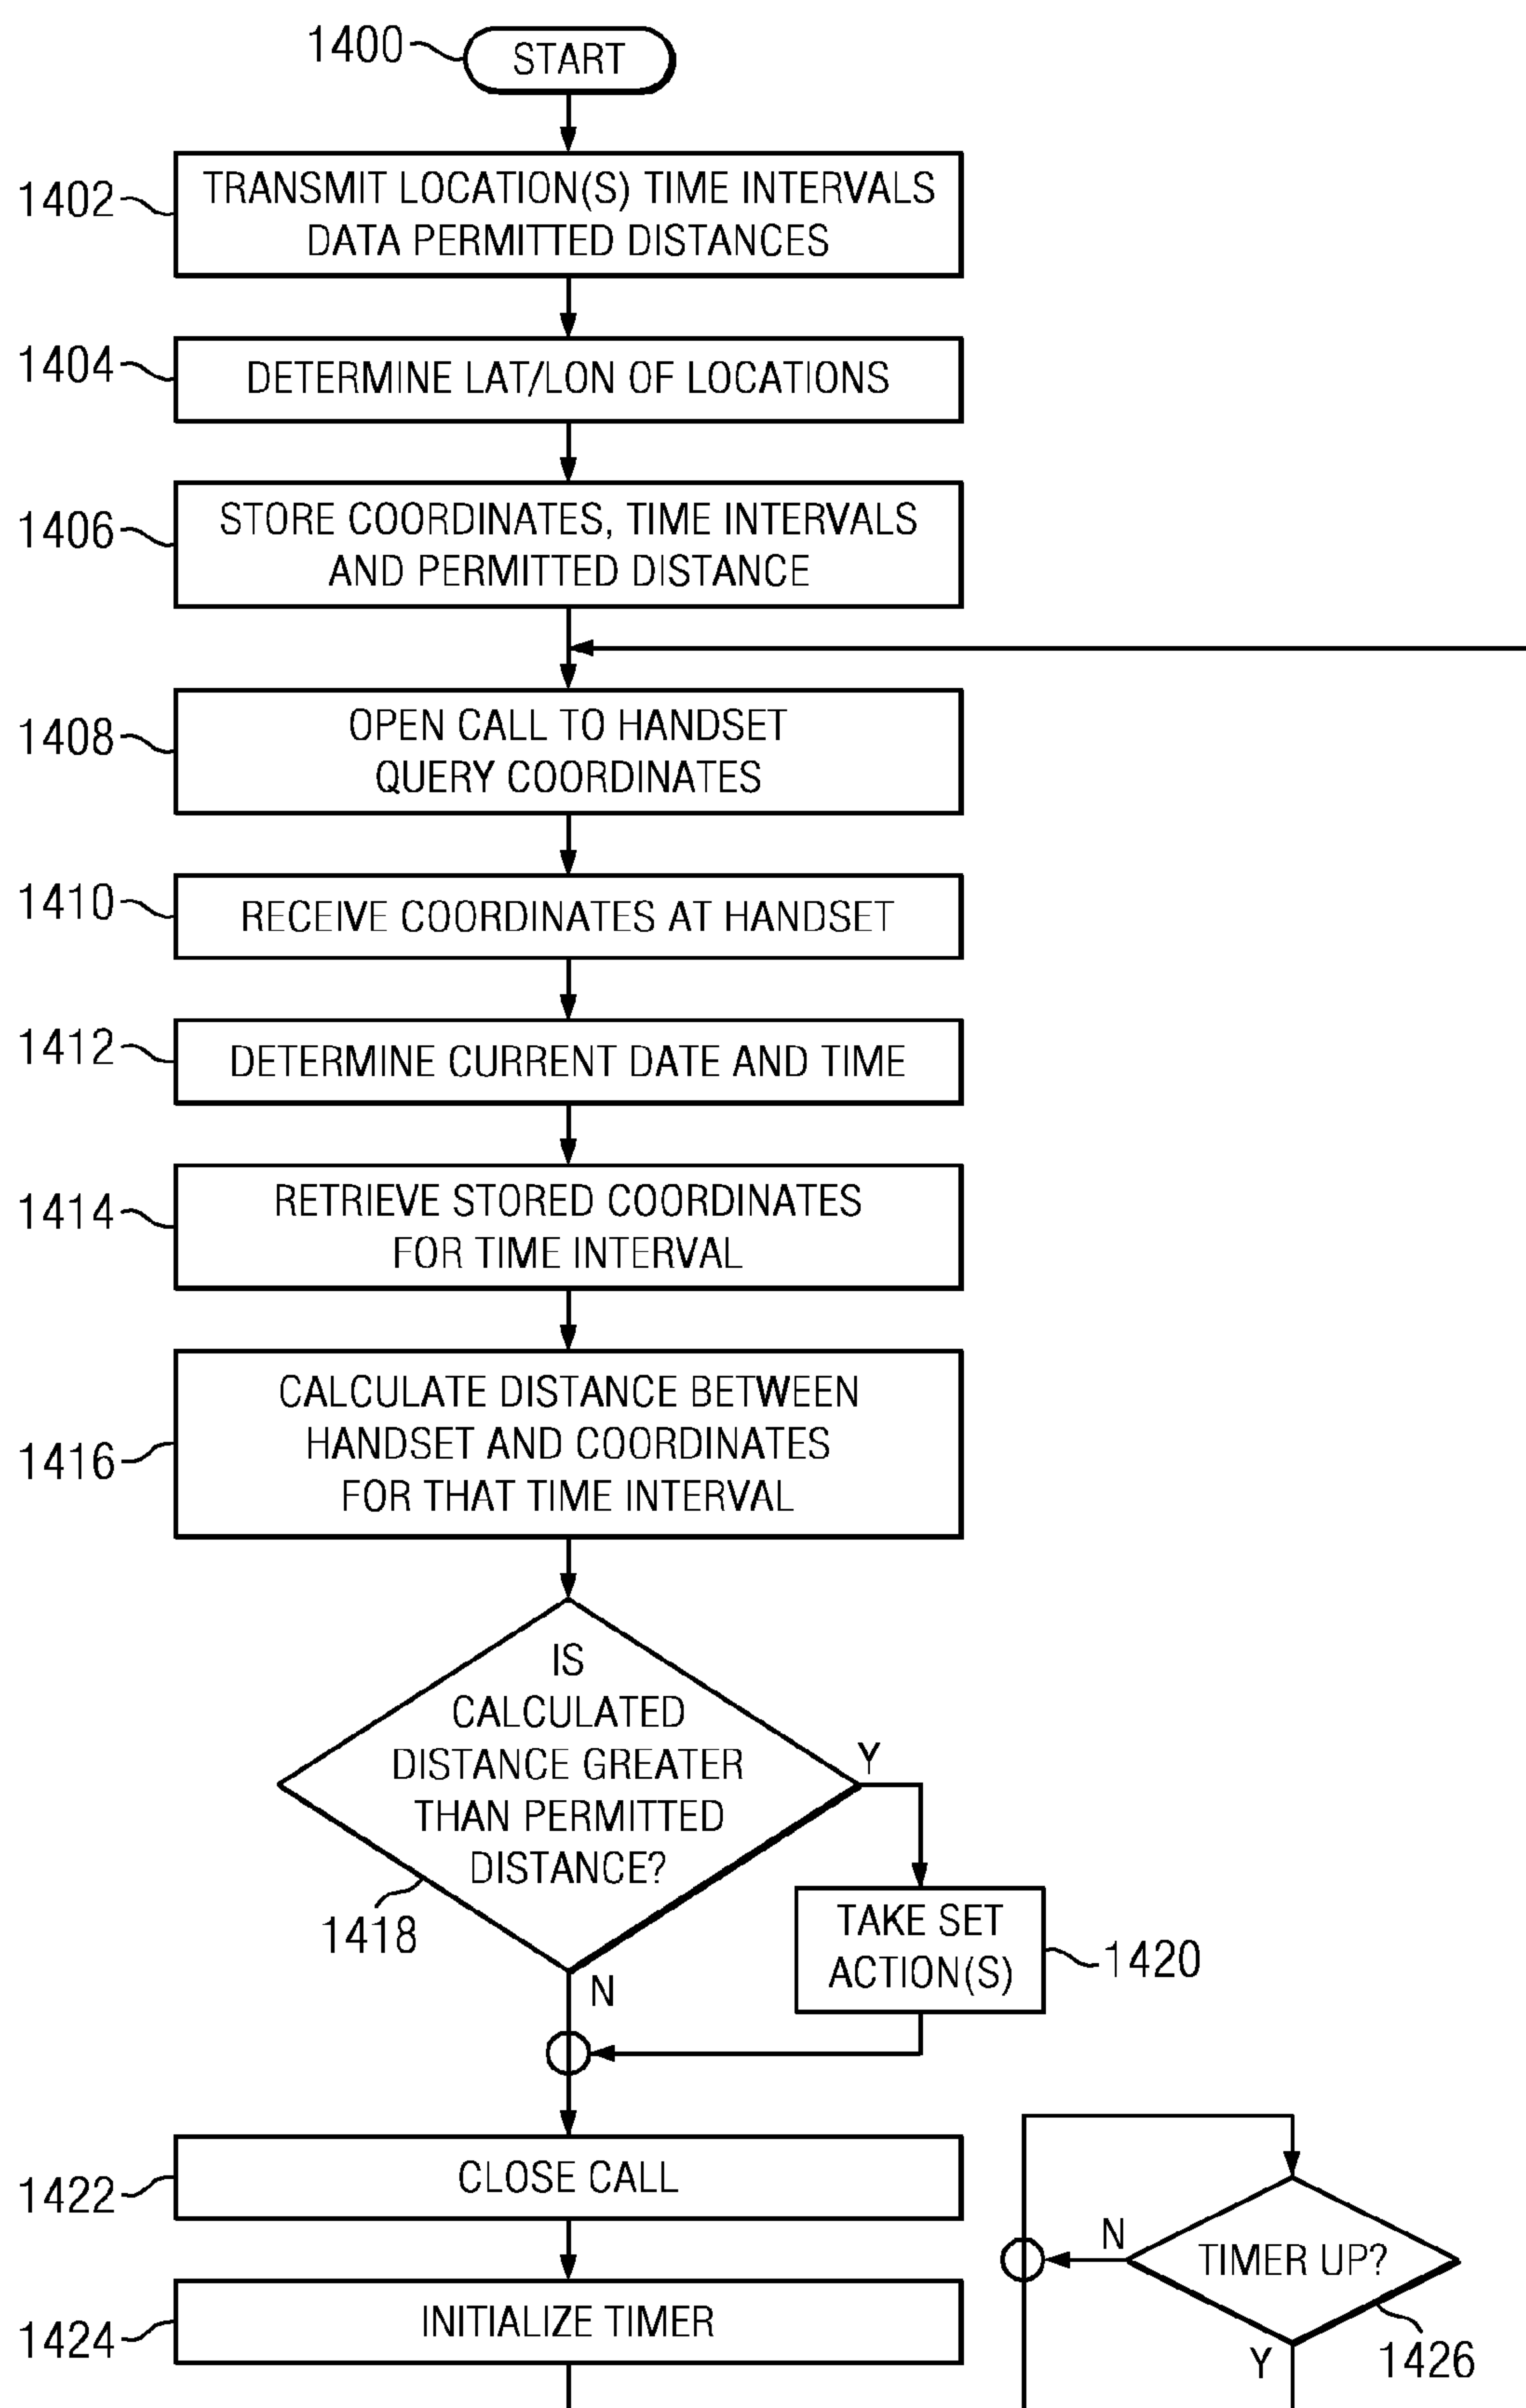 1400
START
1402
TRANSMIT LOCATION(S) TIME INTERVALS
DATA PERMITTED DISTANCES
1404
DETERMINE LAT/LON OF LOCATIONS
1406
STORE COORDINATES, TIME INTERVALS
AND PERMITTED DISTANCE
1408
OPEN CALL TO HANDSET
QUERY COORDINATES
1410
RECEIVE COORDINATES AT HANDSET
1412
DETERMINE CURRENT DATE AND TIME
1414
RETRIEVE STORED COORDINATES
FOR TIME INTERVAL
1416
CALCULATE DISTANCE BETWEEN
HANDSET AND COORDINATES
FOR THAT TIME INTERVAL
IS
CALCULATED
DISTANCE GREATER
THAN PERMITTED
DISTANCE?
Y
1418
N
TAKE SET
ACTION(S)
1420
1422
CLOSE CALL
1424
INITIALIZE TIMER
N
TIMER UP?
Y
1426